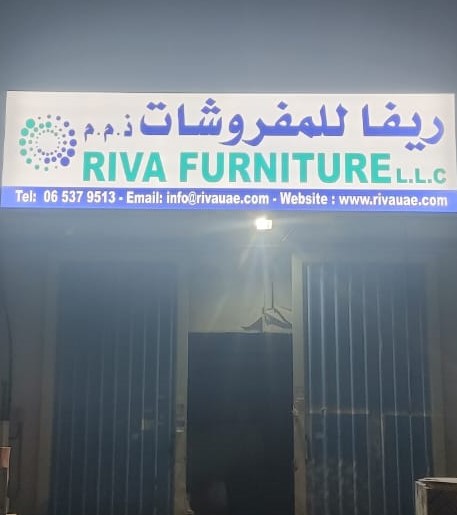 ريفا للمفروشات ذ.م.م
RIVA FURNITURE L.L.C
Tel: 06 537 9513 - Email: info@rivauae.com - Website : www.rivauae.com